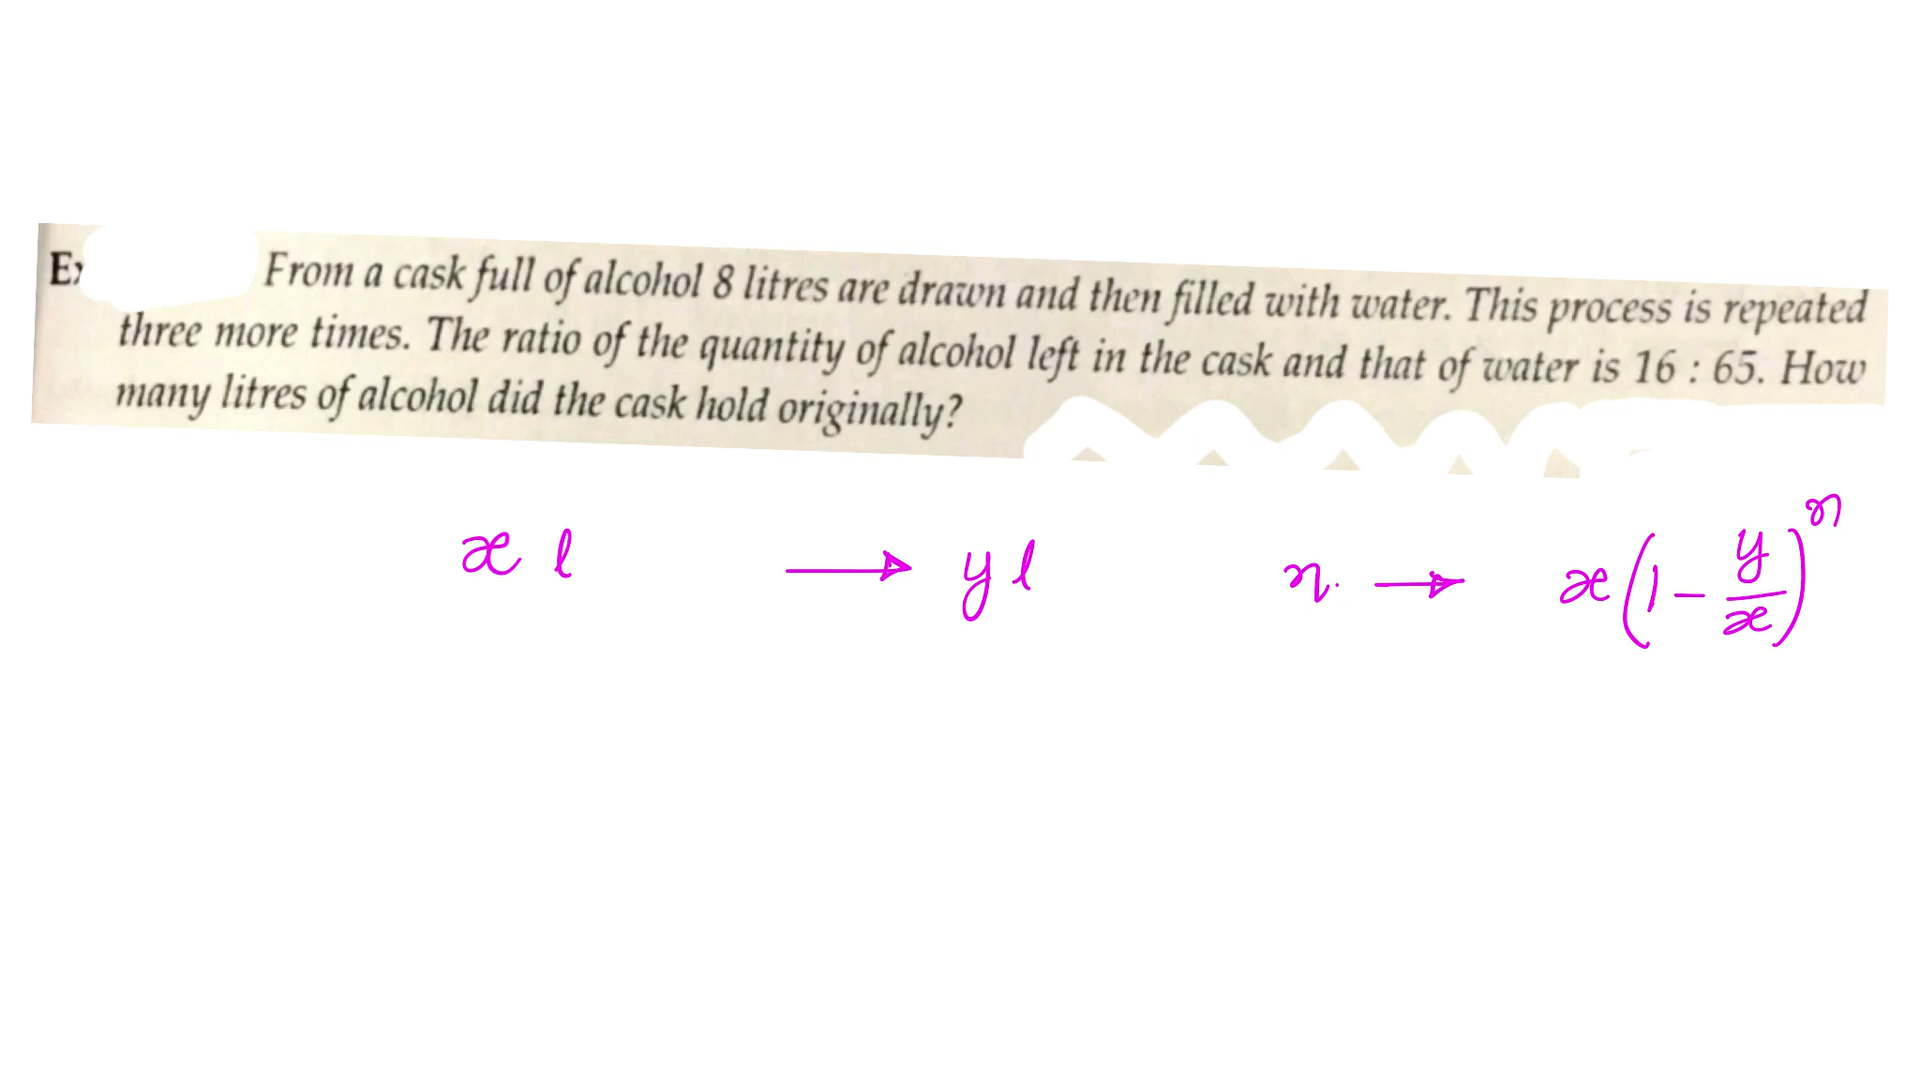 Ex From a cask full of alcohol 8 litres are drawn and then filled with water. This process is repeated
three more times. The ratio of the quantity of alcohol left in the cask and that of water is 16 : 65. How
many litres of alcohol did the cask hold originally?
x l → y l n. → x(1 - y/x)^n